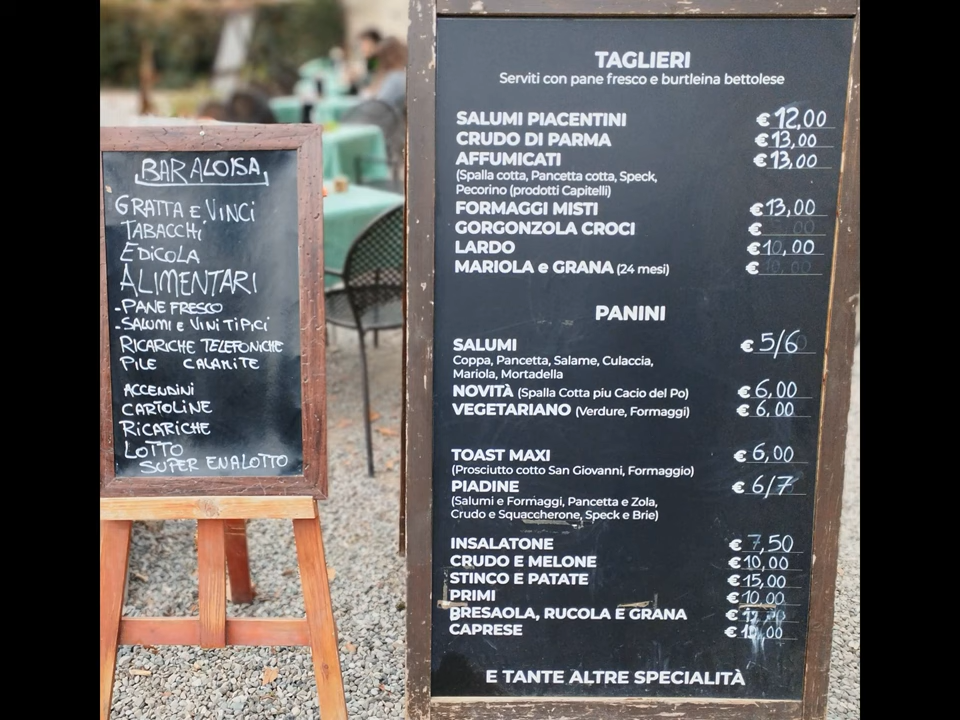 BAR ALOISA
GRATTA E VINCI
TABACCHI
EDICOLA
ALIMENTARI
- PANE FRESCO
- SALUMI E VINI TIPICI
RICARICHE TELEFONICHE
PILE CALAMITE
ACCENDINI
CARTOLINE
RICARICHE
LOTTO
SUPER ENALOTTO
TAGLIERI
Serviti con pane fresco e burtleina bettolese
SALUMI PIACENTINI € 12,00
CRUDO DI PARMA € 13,00
AFFUMICATI € 13,00
(Spalla cotta, Pancetta cotta, Speck,
Pecorino (prodotti Capitelli)
FORMAGGI MISTI € 13,00
GORGONZOLA CROCI €
LARDO € 10,00
MARIOLA e GRANA (24 mesi) €
PANINI
SALUMI € 5/6
Coppa, Pancetta, Salame, Culaccia,
Mariola, Mortadella
NOVITÀ (Spalla Cotta piu Cacio del Po) € 6,00
VEGETARIANO (Verdure, Formaggi) € 6,00
TOAST MAXI € 6,00
(Prosciutto cotto San Giovanni, Formaggio)
PIADINE € 6/7
(Salumi e Formaggi, Pancetta e Zola,
Crudo e Squaccherone, Speck e Brie)
INSALATONE € 7,50
CRUDO E MELONE € 10,00
STINCO E PATATE € 15,00
PRIMI € 10,00
BRESAOLA, RUCOLA E GRANA €
CAPRESE €
E TANTE ALTRE SPECIALITÀ